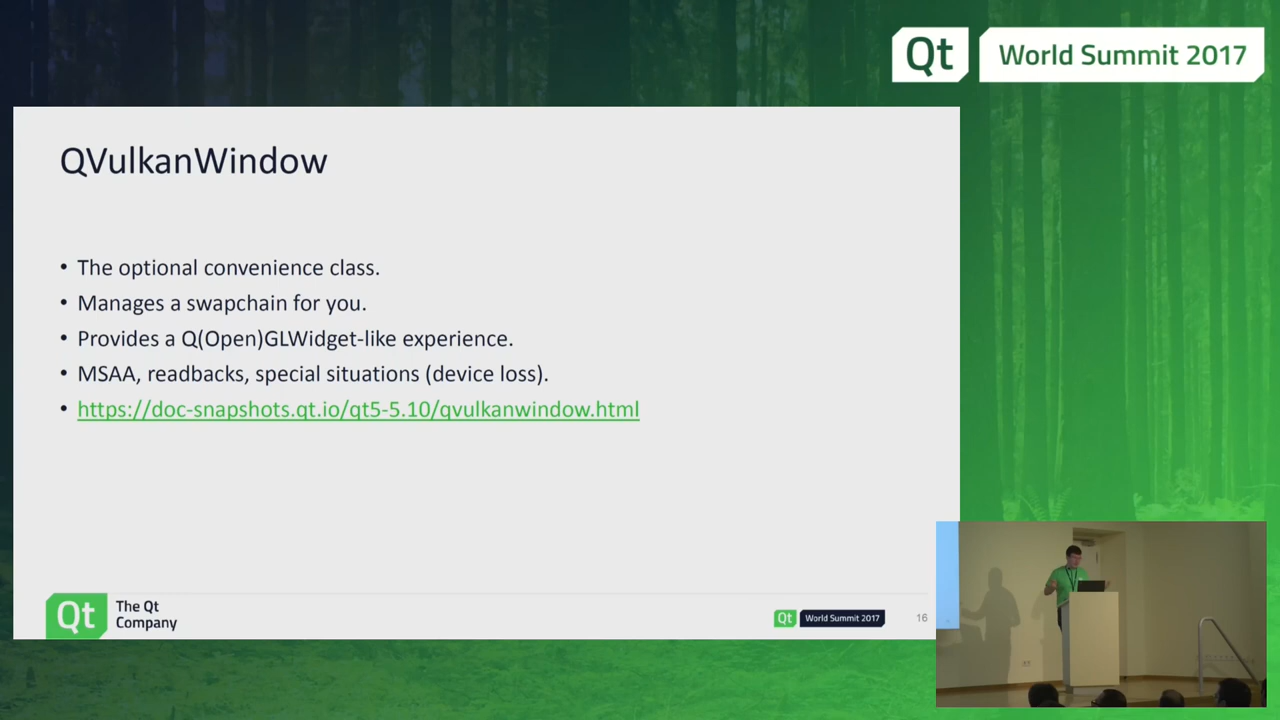 Qt World Summit 2017
QVulkanWindow
• The optional convenience class.
• Manages a swapchain for you.
• Provides a Q(Open)GLWidget-like experience.
• MSAA, readbacks, special situations (device loss).
• https://doc-snapshots.qt.io/qt5-5.10/qvulkanwindow.html
Qt The Qt
Company
Qt World Summit 2017 16